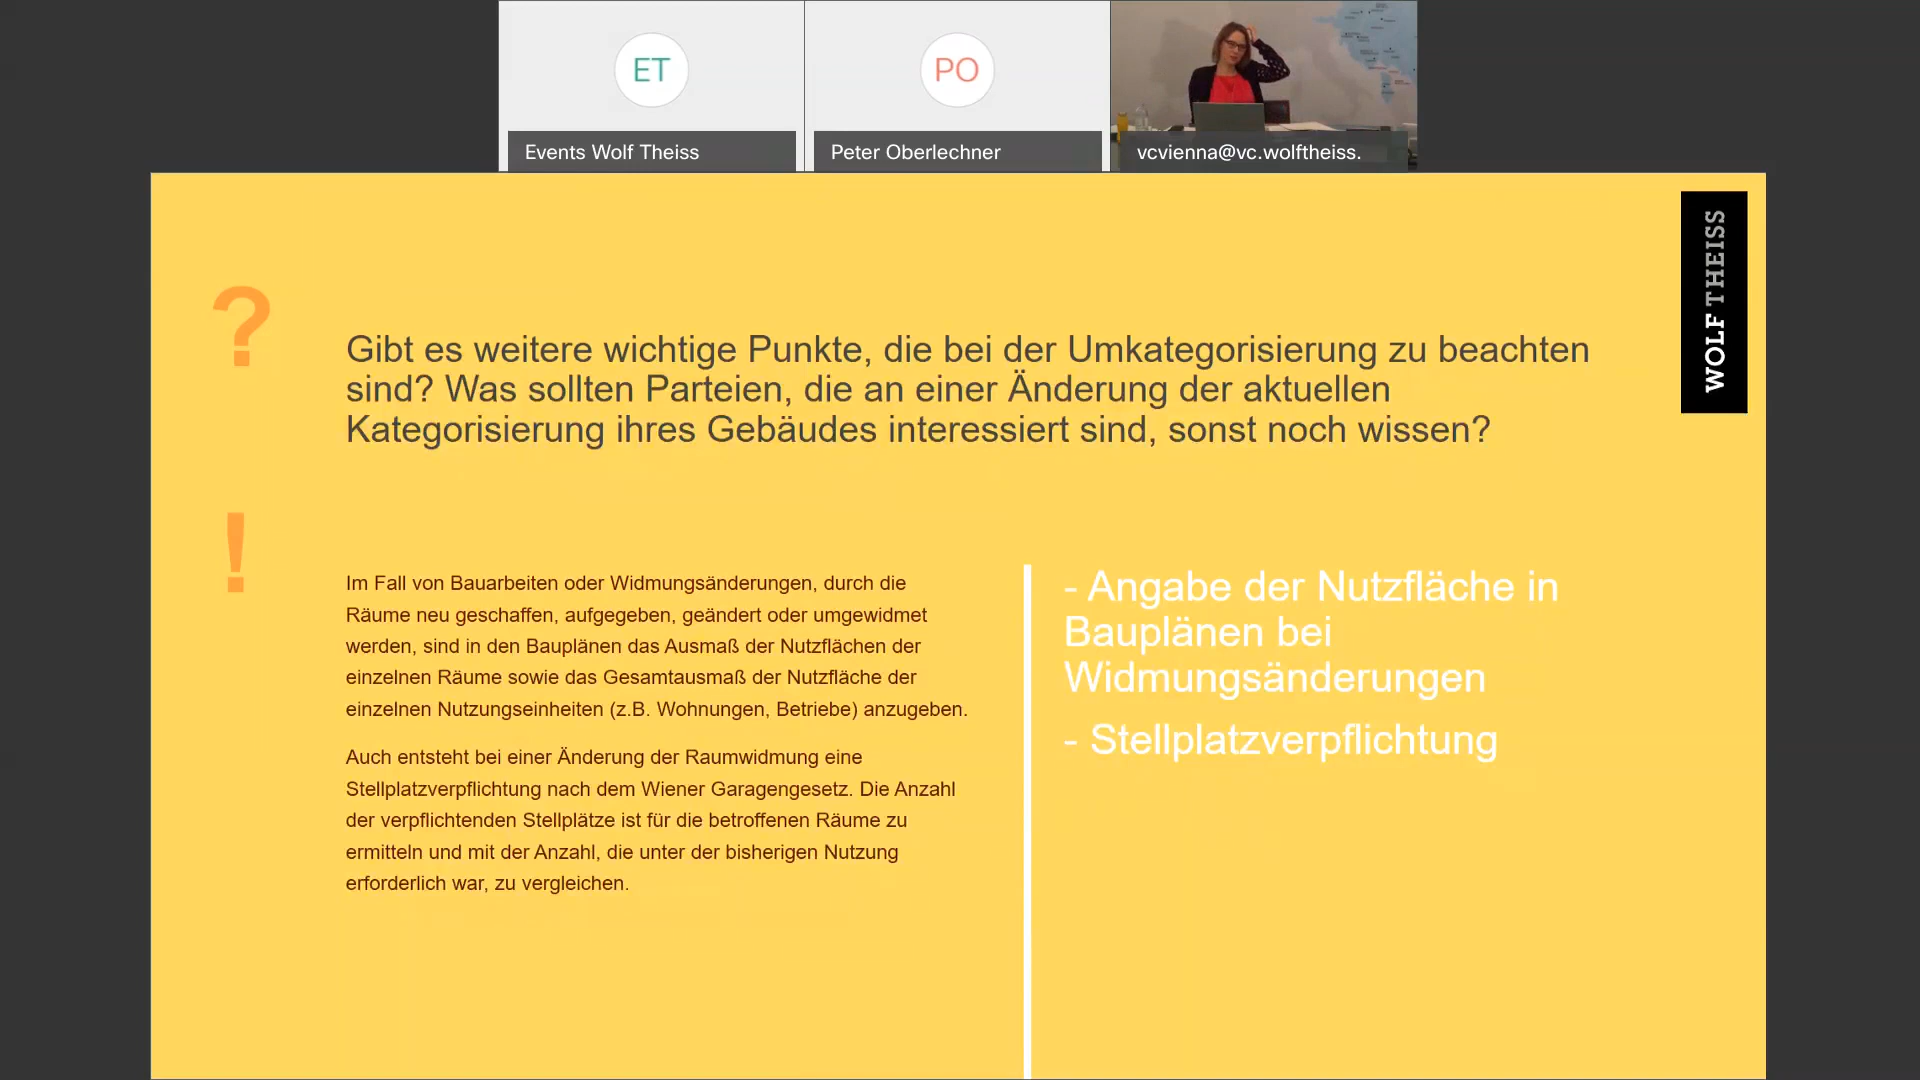 ET
PO
Events Wolf Theiss
Peter Oberlechner
vcvienna@vc.wolftheiss.
WOLF THEISS
?
Gibt es weitere wichtige Punkte, die bei der Umkategorisierung zu beachten
sind? Was sollten Parteien, die an einer Änderung der aktuellen
Kategorisierung ihres Gebäudes interessiert sind, sonst noch wissen?
!
Im Fall von Bauarbeiten oder Widmungsänderungen, durch die
Räume neu geschaffen, aufgegeben, geändert oder umgewidmet
werden, sind in den Bauplänen das Ausmaß der Nutzflächen der
einzelnen Räume sowie das Gesamtausmaß der Nutzfläche der
einzelnen Nutzungseinheiten (z.B. Wohnungen, Betriebe) anzugeben.
Auch entsteht bei einer Änderung der Raumwidmung eine
Stellplatzverpflichtung nach dem Wiener Garagengesetz. Die Anzahl
der verpflichtenden Stellplätze ist für die betroffenen Räume zu
ermitteln und mit der Anzahl, die unter der bisherigen Nutzung
erforderlich war, zu vergleichen.
- Angabe der Nutzfläche in
Bauplänen bei
Widmungsänderungen
- Stellplatzverpflichtung